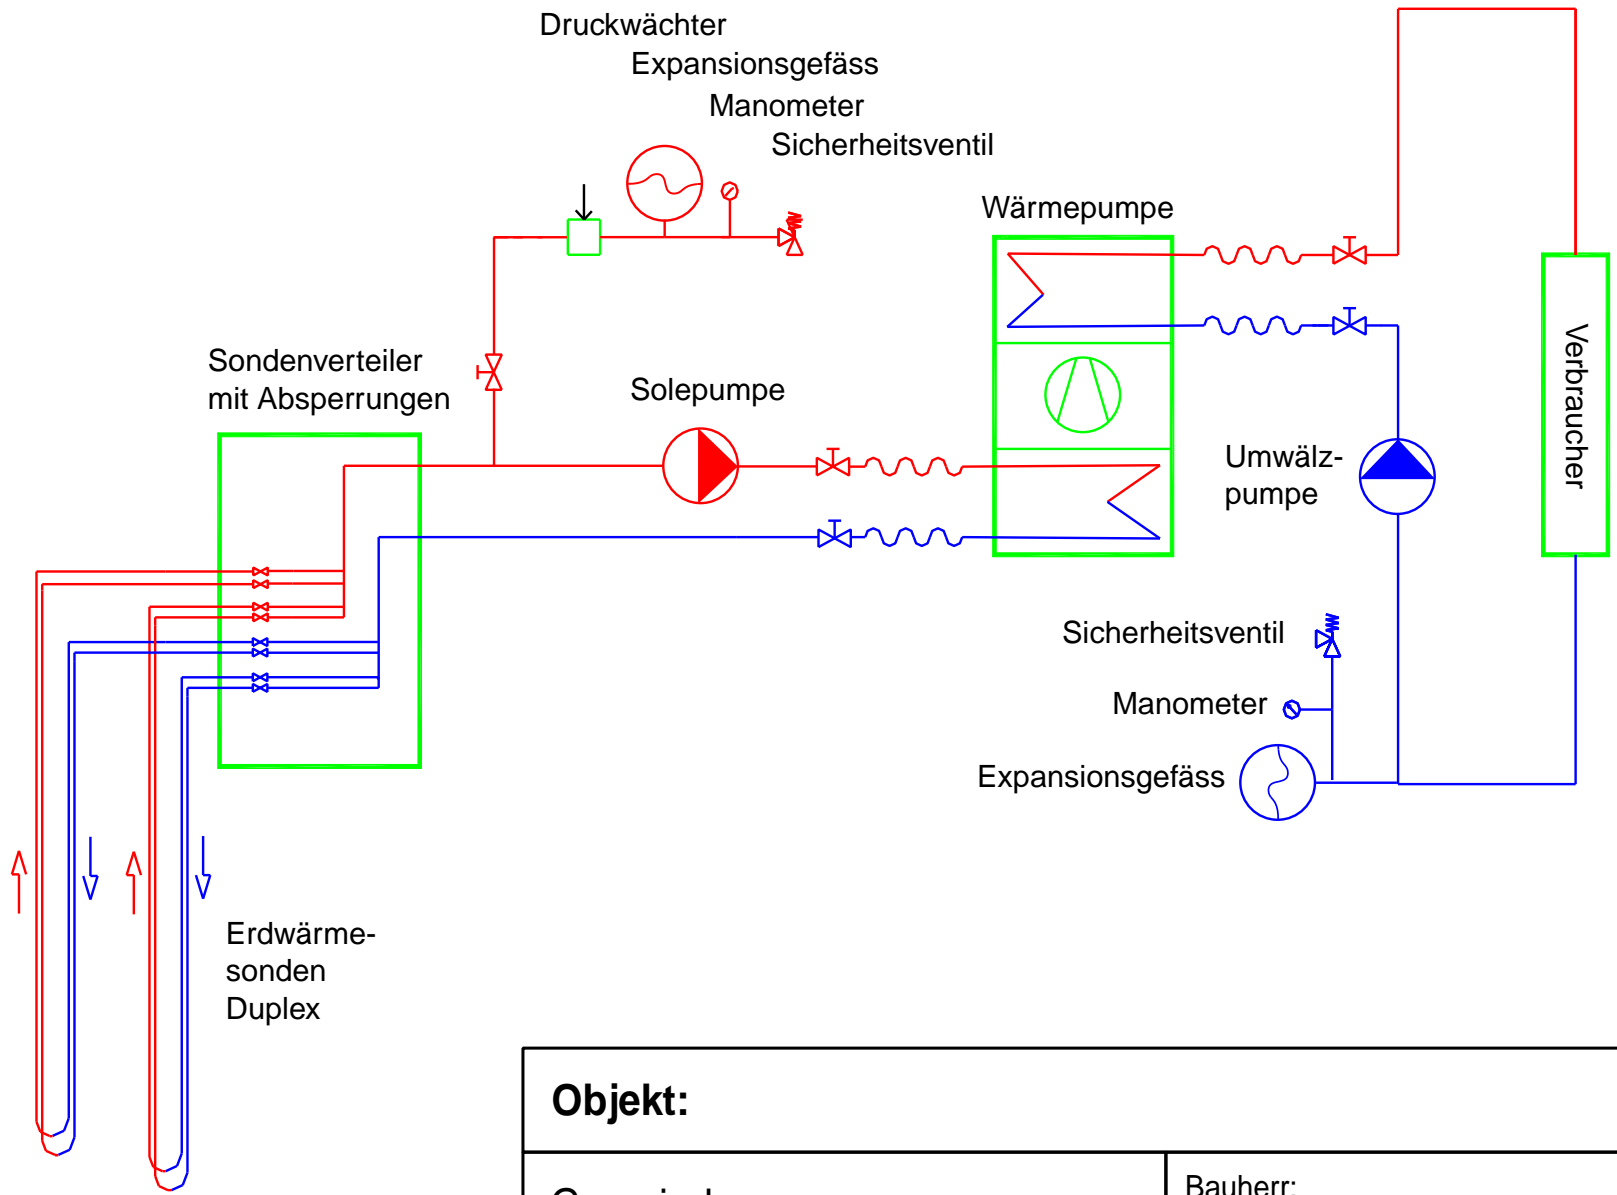 Druckwächter
Expansionsgefäss
Manometer
Sicherheitsventil
Wärmepumpe
Sondenverteiler
mit Absperrungen
Solepumpe
Umwälz-
pumpe
Verbraucher
Sicherheitsventil
Manometer
Expansionsgefäss
Erdwärme-
sonden
Duplex
Objekt:
Bauherr: